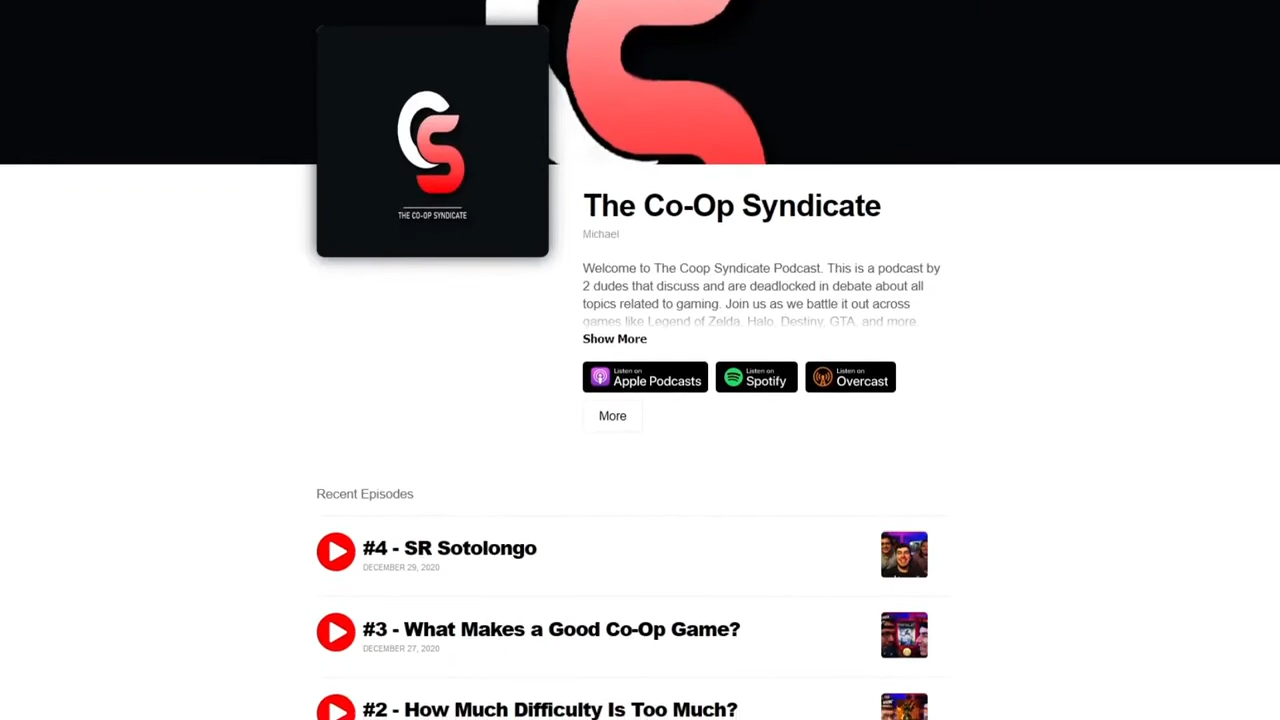 THE CO-OP SYNDICATE
The Co-Op Syndicate
Michael
Welcome to The Coop Syndicate Podcast. This is a podcast by
2 dudes that discuss and are deadlocked in debate about all
topics related to gaming. Join us as we battle it out across
games like Legend of Zelda, Halo, Destiny, GTA, and more.
Show More
Listen on
Apple Podcasts
Listen on
Spotify
Listen on
Overcast
More
Recent Episodes
#4 - SR Sotolongo
DECEMBER 29, 2020
#3 - What Makes a Good Co-Op Game?
DECEMBER 27, 2020
#2 - How Much Difficulty Is Too Much?